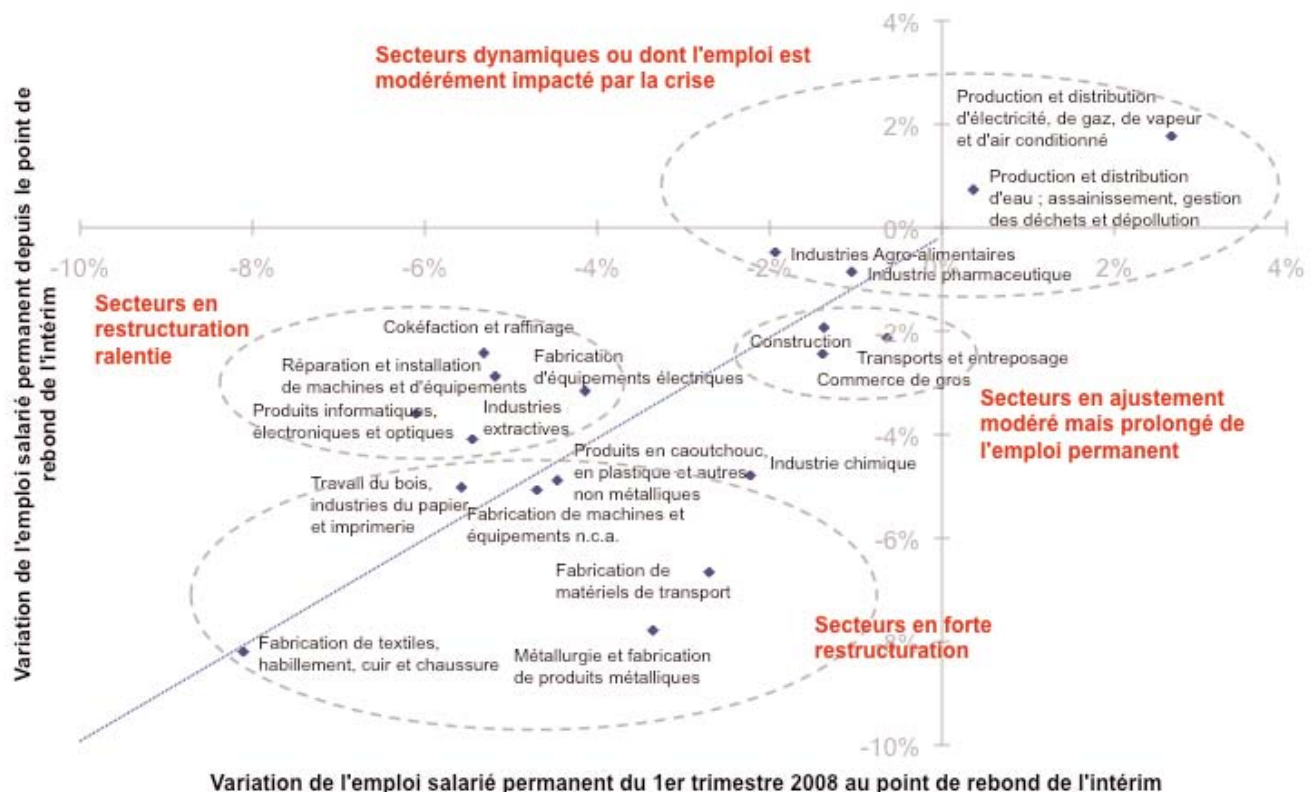 4%
Secteurs dynamiques ou dont l'emploi est
modérément impacté par la crise
Production et distribution
d'électricité, de gaz, de vapeur
et d'air conditionné
2%
Production et distribution
d'eau ; assainissement, gestion
des déchets et dépollution
0%
-10%
-8%
-6%
-4%
-2%
0%
2%
4%
Industries Agro-alimentaires
Industrie pharmaceutique
Secteurs en
restructuration
ralentie
Cokéfaction et raffinage
Réparation et installation
de machines et d'équipements
Fabrication
d'équipements électriques
Produits informatiques,
électroniques et optiques
Industries
extractives
-2%
Construction
Transports et entreposage
Commerce de gros
Secteurs en ajustement
modéré mais prolongé de
l'emploi permanent
-4%
Produits en caoutchouc,
en plastique et autres
non métalliques
Industrie chimique
Travail du bois,
industries du papier
et imprimerie
Fabrication de machines et
équipements n.c.a.
-6%
Fabrication de
matériels de transport
Secteurs en forte
restructuration
-8%
Fabrication de textiles,
habillement, cuir et chaussure
Métallurgie et fabrication
de produits métalliques
-10%
Variation de l'emploi salarié permanent depuis le point de
rebond de l'intérim
Variation de l'emploi salarié permanent du 1er trimestre 2008 au point de rebond de l'intérim